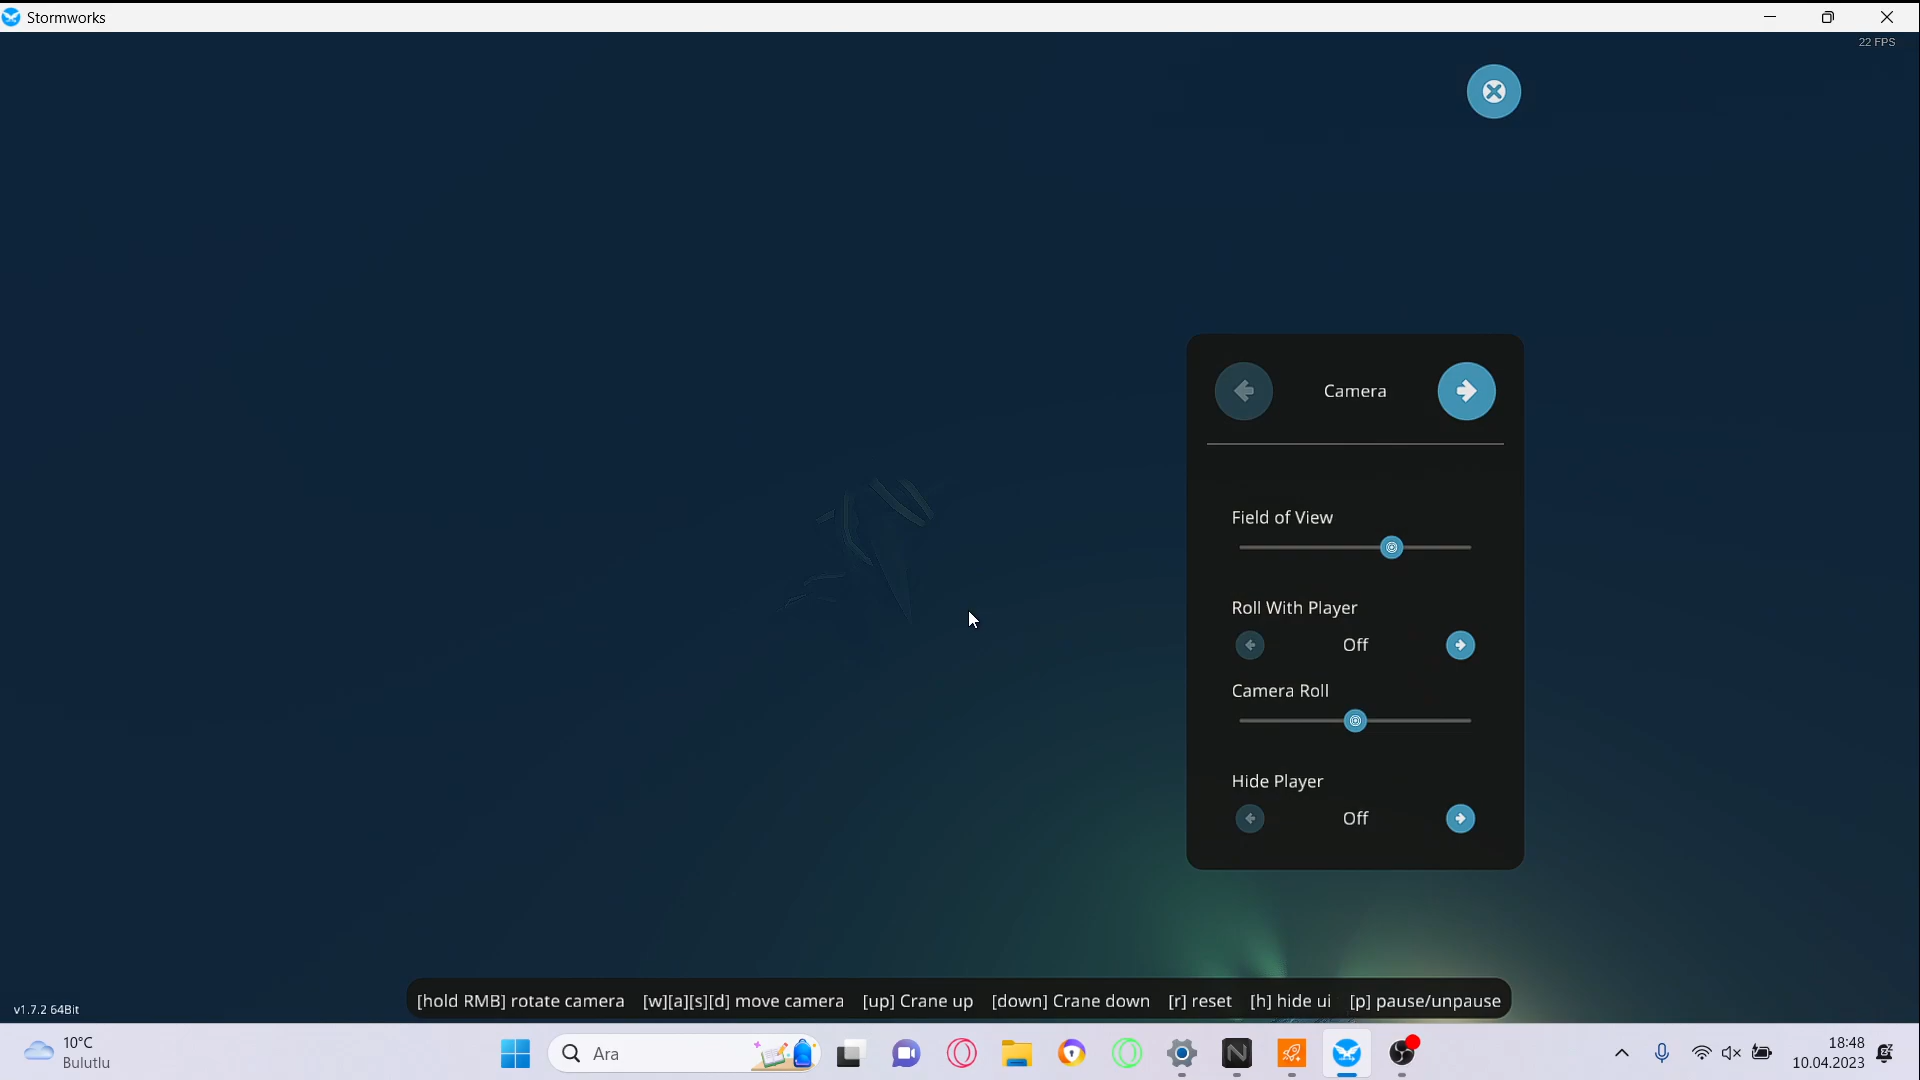 Stormworks
22 FPS
Camera
Field of View
Roll With Player
Off
Camera Roll
Hide Player
Off
[hold RMB] rotate camera [w][a][s][d] move camera [up] Crane up [down] Crane down [r] reset [h] hide ui [p] pause/unpause
v1.7.2 64Bit
10°C
Bulutlu
Ara
18:48
10.04.2023